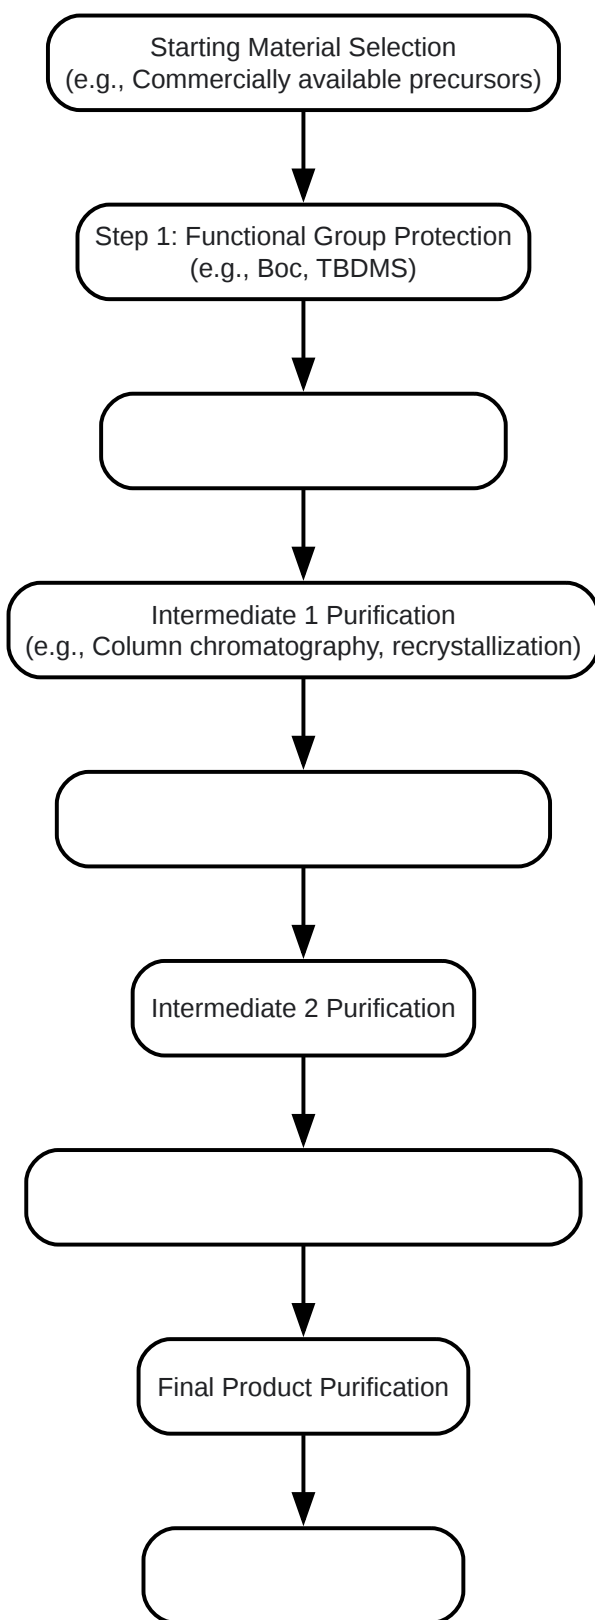 Starting Material Selection
(e.g., Commercially available precursors)
Step 1: Functional Group Protection
(e.g., Boc, TBDMS)
Intermediate 1 Purification
(e.g., Column chromatography, recrystallization)
Intermediate 2 Purification
Final Product Purification